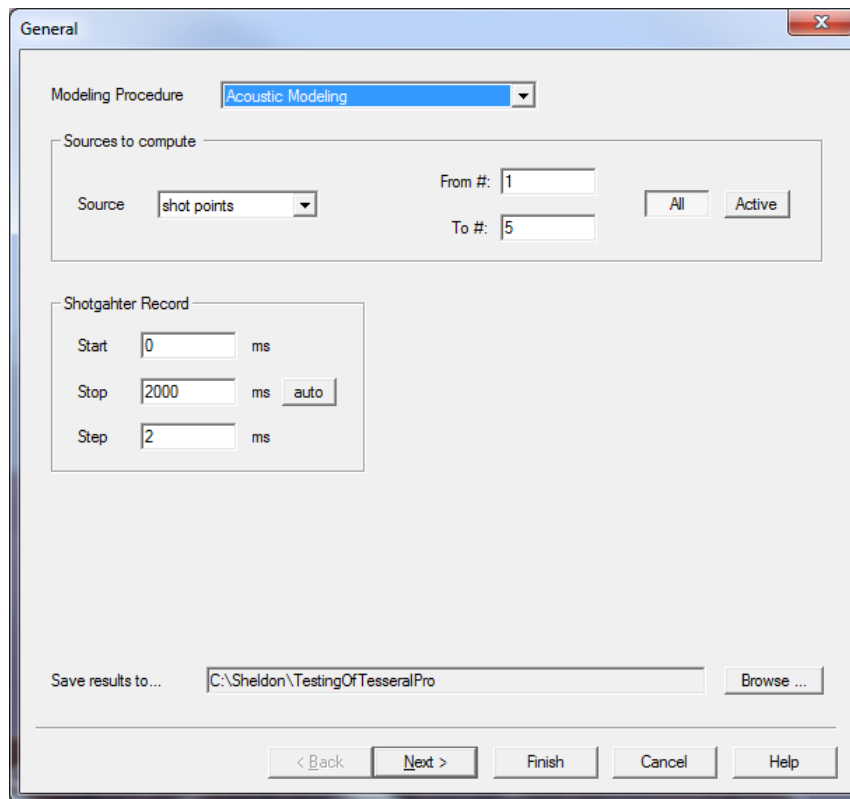 General
Modeling Procedure Acoustic Modeling
Sources to compute
Source shot points
From #: 1
To #: 5
All Active
Shotgahter Record
Start 0 ms
Stop 2000 ms auto
Step 2 ms
Save results to... C:\Sheldon\TestingOfTesseralPro Browse ...
< Back Next > Finish Cancel Help